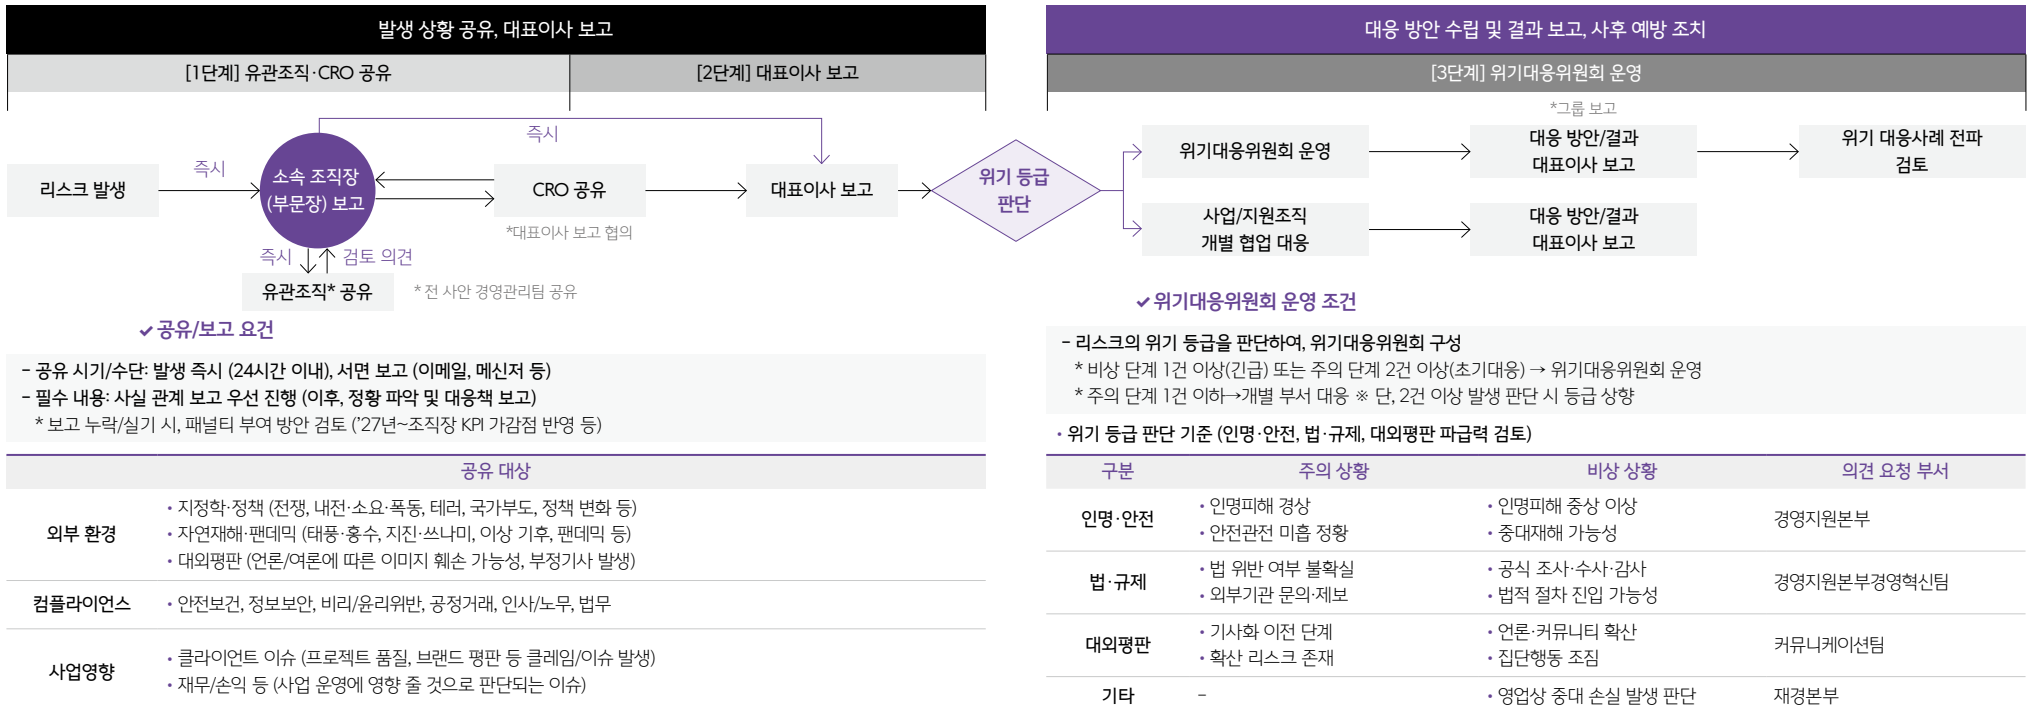 발생 상황 공유, 대표이사 보고
[1단계] 유관조직·CRO 공유
[2단계] 대표이사 보고
리스크 발생
즉시
소속 조직장
(부문장) 보고
즉시
CRO 공유
*대표이사 보고 협의
대표이사 보고
즉시
검토 의견
유관조직* 공유
* 전 사안 경영관리팀 공유
위기 등급
판단
대응 방안 수립 및 결과 보고, 사후 예방 조치
[3단계] 위기대응위원회 운영
*그룹 보고
위기대응위원회 운영
대응 방안/결과
대표이사 보고
위기 대응사례 전파
검토
사업/지원조직
개별 협업 대응
대응 방안/결과
대표이사 보고
✓ 공유/보고 요건
– 공유 시기/수단: 발생 즉시 (24시간 이내), 서면 보고 (이메일, 메신저 등)
– 필수 내용: 사실 관계 보고 우선 진행 (이후, 정황 파악 및 대응책 보고)
* 보고 누락/실기 시, 패널티 부여 방안 검토 ('27년~조직장 KPI 가감점 반영 등)
공유 대상
외부 환경
• 지정학·정책 (전쟁, 내전·소요·폭동, 테러, 국가부도, 정책 변화 등)
• 자연재해·팬데믹 (태풍·홍수, 지진·쓰나미, 이상 기후, 팬데믹 등)
• 대외평판 (언론/여론에 따른 이미지 훼손 가능성, 부정기사 발생)
컴플라이언스
• 안전보건, 정보보안, 비리/윤리위반, 공정거래, 인사/노무, 법무
사업영향
• 클라이언트 이슈 (프로젝트 품질, 브랜드 평판 등 클레임/이슈 발생)
• 재무/손익 등 (사업 운영에 영향 줄 것으로 판단되는 이슈)
✓ 위기대응위원회 운영 조건
– 리스크의 위기 등급을 판단하여, 위기대응위원회 구성
* 비상 단계 1건 이상(긴급) 또는 주의 단계 2건 이상(초기대응) → 위기대응위원회 운영
* 주의 단계 1건 이하→개별 부서 대응 ※ 단, 2건 이상 발생 판단 시 등급 상향
• 위기 등급 판단 기준 (인명·안전, 법·규제, 대외평판 파급력 검토)
구분 주의 상황 비상 상황 의견 요청 부서
인명·안전
• 인명피해 경상
• 안전관전 미흡 정황
• 인명피해 중상 이상
• 중대재해 가능성
경영지원본부
법·규제
• 법 위반 여부 불확실
• 외부기관 문의·제보
• 공식 조사·수사·감사
• 법적 절차 진입 가능성
경영지원본부경영혁신팀
대외평판
• 기사화 이전 단계
• 확산 리스크 존재
• 언론·커뮤니티 확산
• 집단행동 조짐
커뮤니케이션팀
기타
–
• 영업상 중대 손실 발생 판단
재경본부